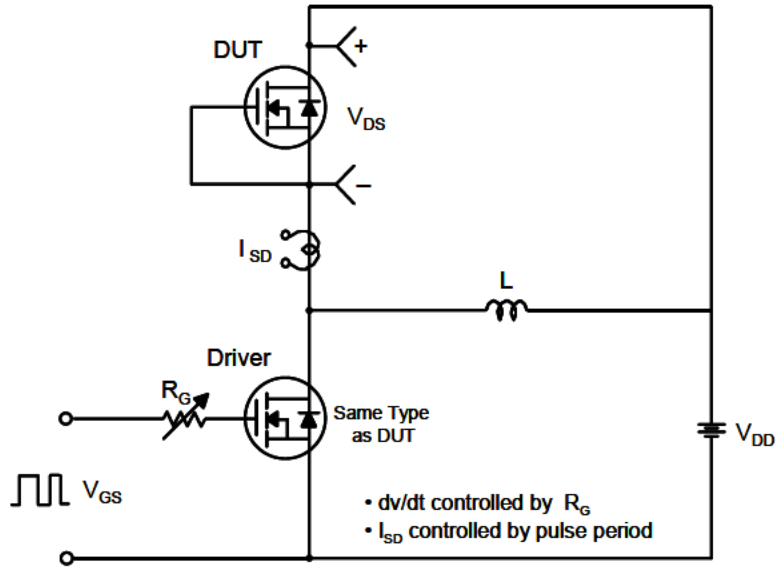 DUT
+
VDS
–
ISD
L
Driver
RG
Same Type
as DUT
VDD
VGS
• dv/dt controlled by RG
• ISD controlled by pulse period